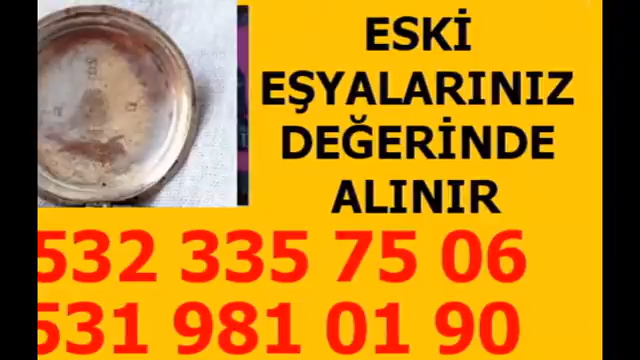 ESKİ
EŞYALARINIZ
DEĞERİNDE
ALINIR
532 335 75 06
531 981 01 90